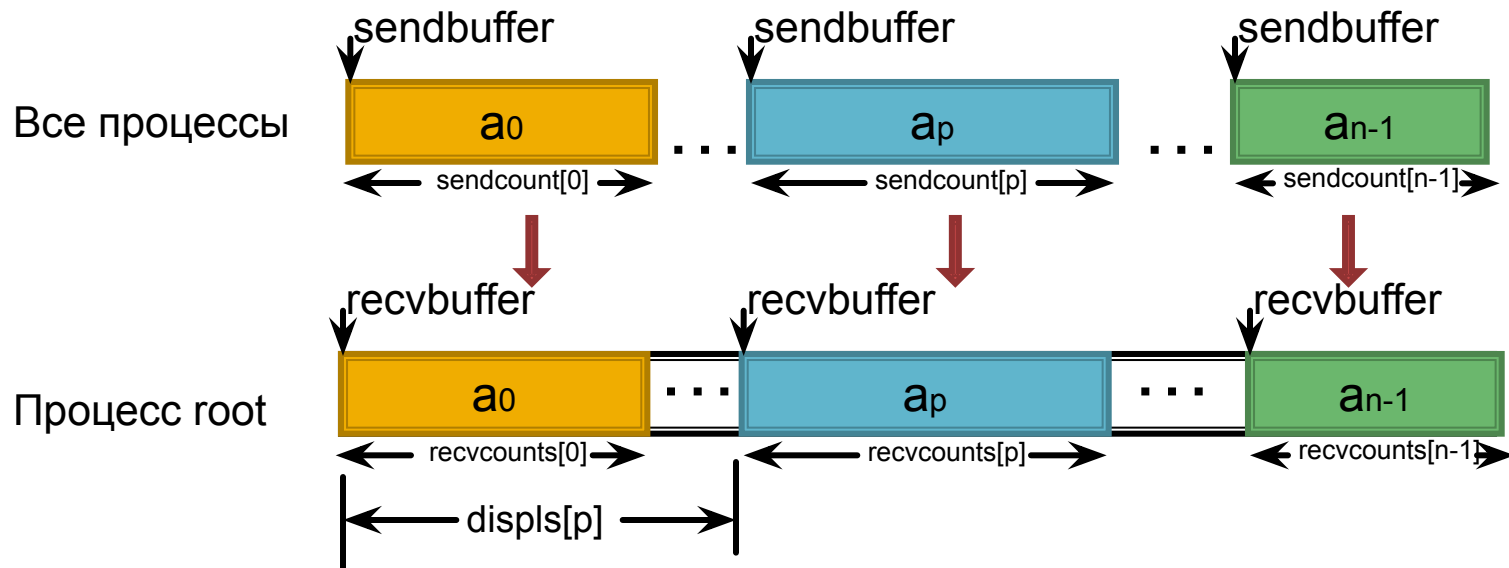 sendbuffer sendbuffer sendbuffer
Все процессы a0 ... ap ... an-1
sendcount[0] sendcount[p] sendcount[n-1]
recvbuffer recvbuffer recvbuffer
Процесс root a0 ... ap ... an-1
recvcounts[0] recvcounts[p] recvcounts[n-1]
displs[p]